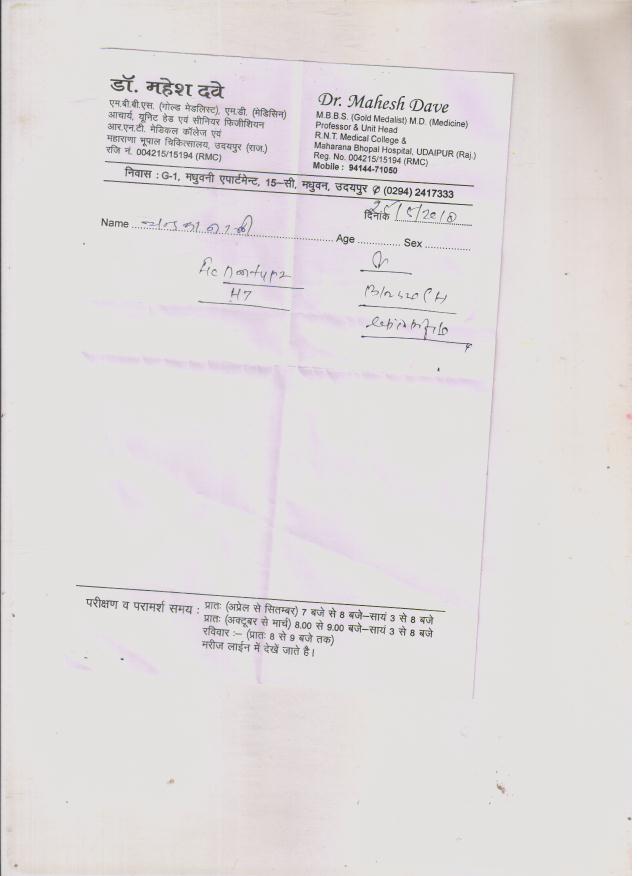 डॉ. महेश दवे
एम.बी.बी.एस. (गोल्ड मेडलिस्ट), एम.डी. (मेडिसिन)
आचार्य, यूनिट हेड एवं सीनियर फिजीशियन
आर.एन.टी. मेडिकल कॉलेज एवं
महाराणा भूपाल चिकित्सालय, उदयपुर (राज.)
रजि नं. 004215/15194 (RMC)
Dr. Mahesh Dave
M.B.B.S. (Gold Medalist) M.D. (Medicine)
Professor & Unit Head
R.N.T. Medical College &
Maharana Bhopal Hospital, UDAIPUR (Raj.)
Reg. No. 004215/15194 (RMC)
Mobile : 94144-71050
निवास : G-1, मधुवनी एपार्टमेन्ट, 15-सी, मधुवन, उदयपुर ✆ (0294) 2417333
दिनांक
Name Age Sex
परीक्षण व परामर्श समय : प्रातः (अप्रेल से सितम्बर) 7 बजे से 8 बजे-सायं 3 से 8 बजे
प्रातः (अक्टूबर से मार्च) 8.00 से 9.00 बजे-सायं 3 से 8 बजे
रविवार :- (प्रातः 8 से 9 बजे तक)
मरीज लाईन में देखें जाते है।